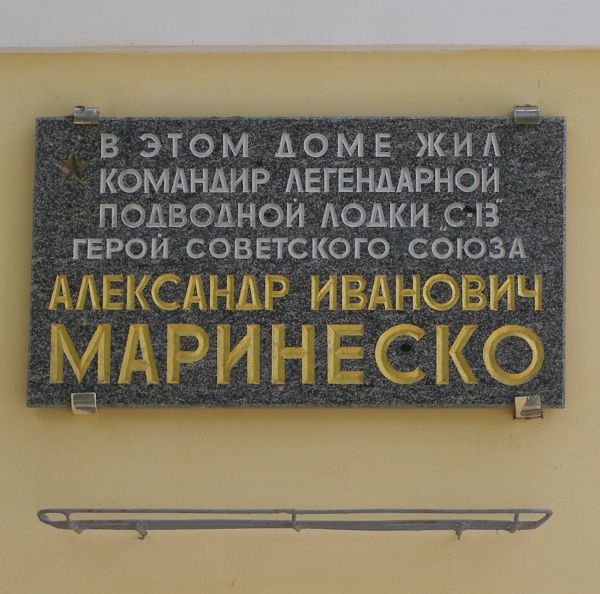 В ЭТОМ ДОМЕ ЖИЛ
КОМАНДИР ЛЕГЕНДАРНОЙ
ПОДВОДНОЙ ЛОДКИ „С-13"
ГЕРОЙ СОВЕТСКОГО СОЮЗА
АЛЕКСАНДР ИВАНОВИЧ
МАРИНЕСКО